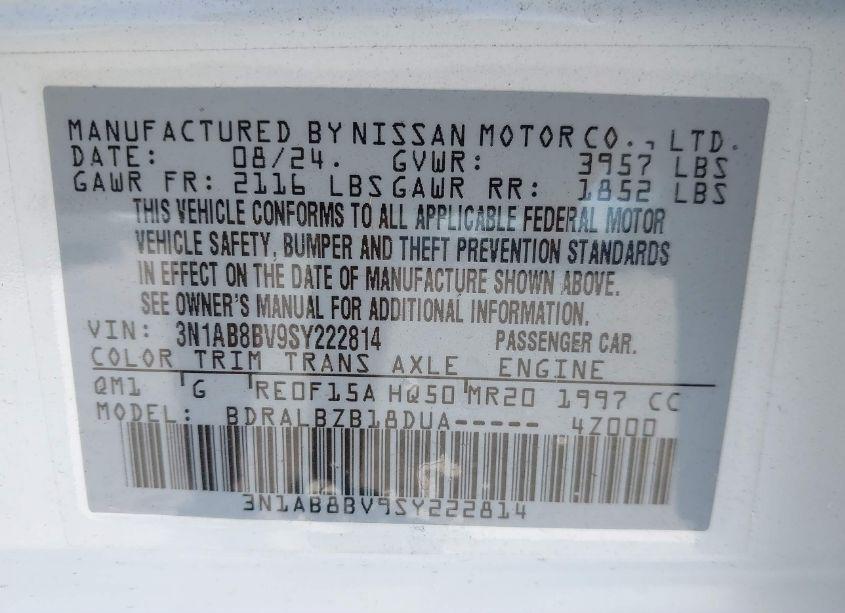 MANUFACTURED BY NISSAN MOTOR CO., LTD.
DATE: 08/24. GVWR: 3957 LBS
GAWR FR: 2116 LBS GAWR RR: 1852 LBS
THIS VEHICLE CONFORMS TO ALL APPLICABLE FEDERAL MOTOR
VEHICLE SAFETY, BUMPER AND THEFT PREVENTION STANDARDS
IN EFFECT ON THE DATE OF MANUFACTURE SHOWN ABOVE.
SEE OWNER'S MANUAL FOR ADDITIONAL INFORMATION.
VIN: 3N1AB8BV9SY222814 PASSENGER CAR.
COLOR TRIM TRANS AXLE ENGINE
QM1 G RE0F15A HQ50 MR20 1997 CC
MODEL: BDRALBZB18DUA----- 4Z000
3N1AB8BV9SY222814